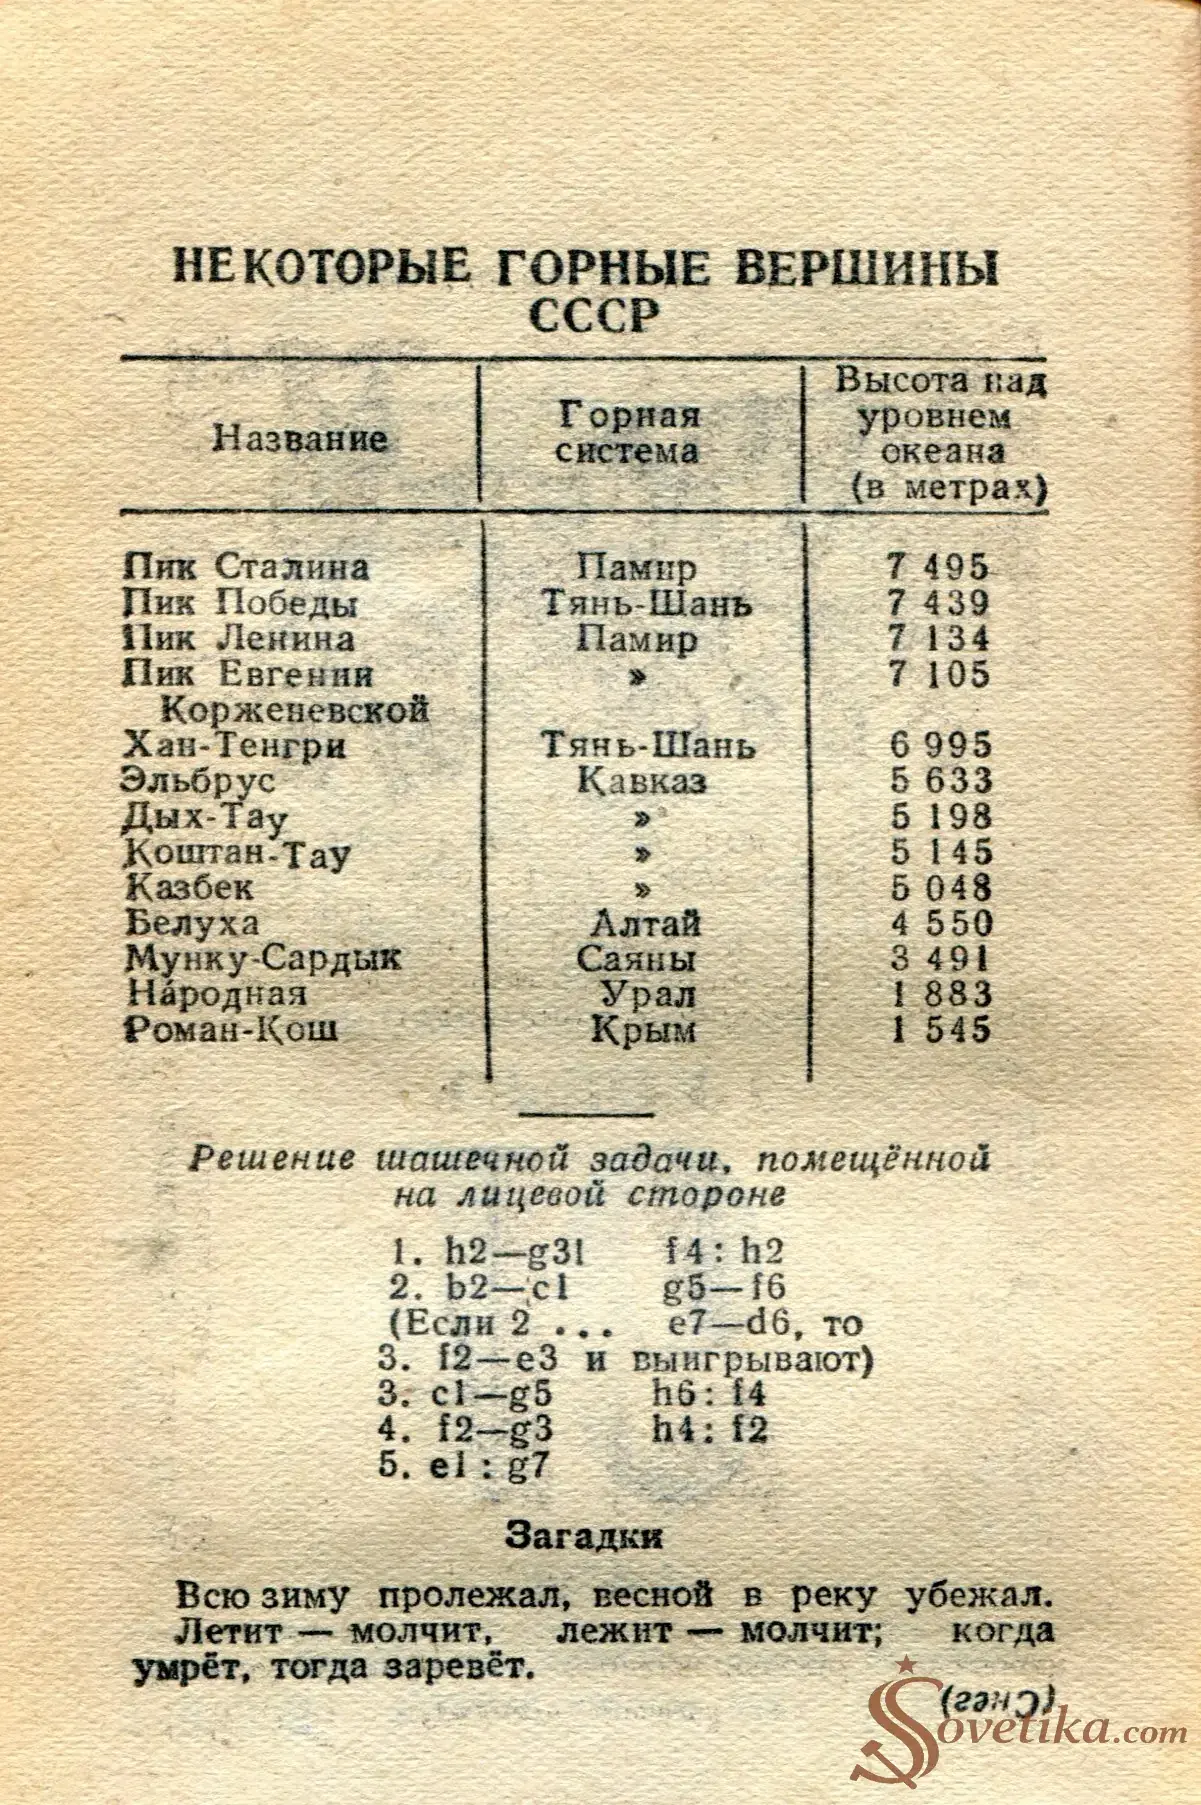 НЕКОТОРЫЕ ГОРНЫЕ ВЕРШИНЫ
СССР
Название Горная система Высота над уровнем океана (в метрах)
Пик Сталина Памир 7 495
Пик Победы Тянь-Шань 7 439
Пик Ленина Памир 7 134
Пик Евгении » 7 105
Корженевской
Хан-Тенгри Тянь-Шань 6 995
Эльбрус Кавказ 5 633
Дых-Тау » 5 198
Коштан-Тау » 5 145
Казбек » 5 048
Белуха Алтай 4 550
Мунку-Сардык Саяны 3 491
На́родная Урал 1 883
Роман-Кош Крым 1 545
Решение шашечной задачи, помещённой
на лицевой стороне
1. h2—g3! f4 : h2
2. b2—c1 g5—f6
(Если 2 ... e7—d6, то
3. f2—e3 и выигрывают)
3. c1—g5 h6 : f4
4. f2—g3 h4 : f2
5. e1 : g7
Загадки
Всю зиму пролежал, весной в реку убежал.
Летит — молчит, лежит — молчит; когда
умрёт, тогда заревёт.
(Снег)
Sovetika.com